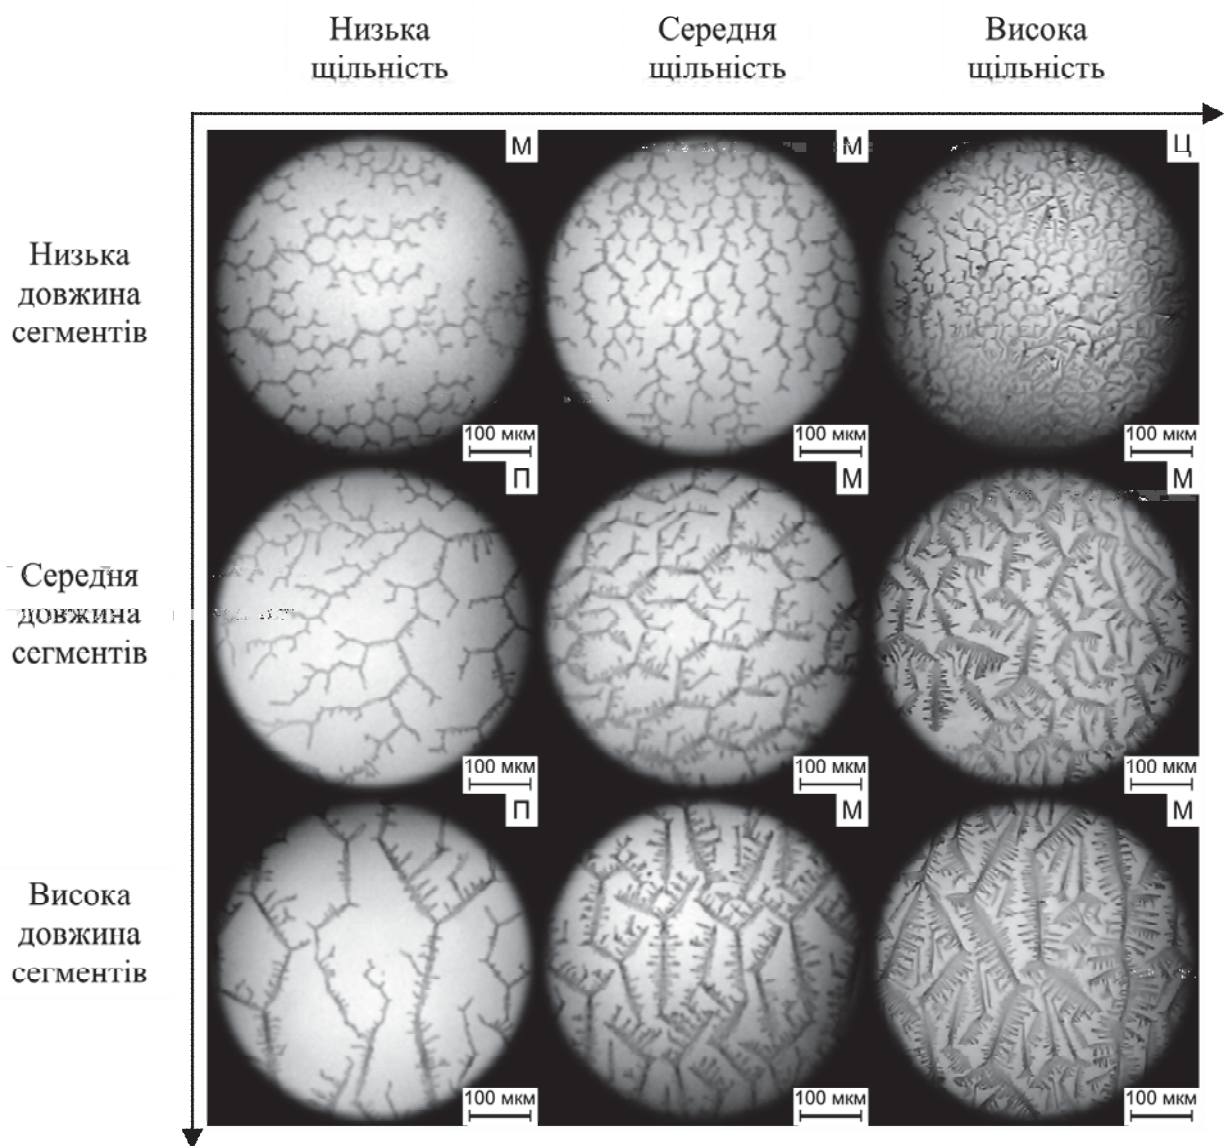 Низька
щільність
Середня
щільність
Висока
щільність
Низька
довжина
сегментів
М
М
Ц
100 мкм
100 мкм
100 мкм
Середня
довжина
сегментів
П
М
М
100 мкм
100 мкм
100 мкм
Висока
довжина
сегментів
П
М
М
100 мкм
100 мкм
100 мкм